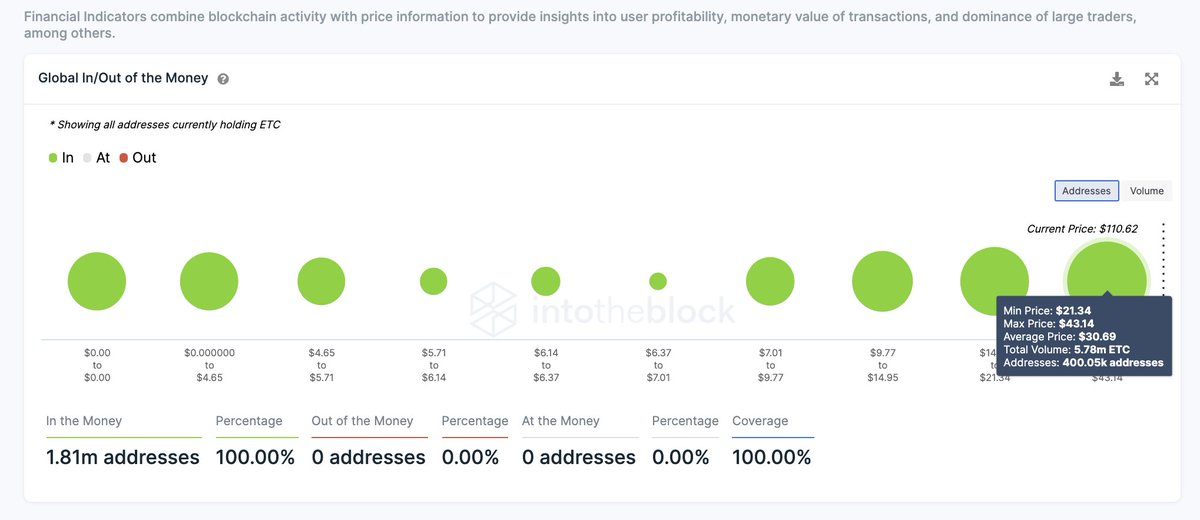 Financial Indicators combine blockchain activity with price information to provide insights into user profitability, monetary value of transactions, and dominance of large traders,
among others.
Global In/Out of the Money ?
* Showing all addresses currently holding ETC
In At Out
Addresses Volume
Current Price: $110.62
intotheblock
Min Price: $21.34
Max Price: $43.14
Average Price: $30.69
Total Volume: 5.78m ETC
Addresses: 400.05k addresses
$0.00 $0.000000 $4.65 $5.71 $6.14 $6.37 $7.01 $9.77
to to to to to to to to
$0.00 $4.65 $5.71 $6.14 $6.37 $7.01 $9.77 $14.95 $21.34 $43.14
In the Money Percentage Out of the Money Percentage At the Money Percentage Coverage
1.81m addresses 100.00% 0 addresses 0.00% 0 addresses 0.00% 100.00%